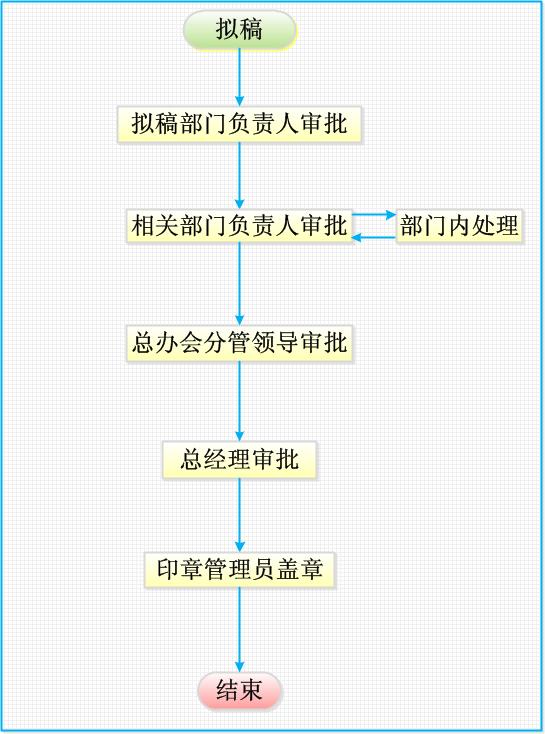 拟稿
拟稿部门负责人审批
相关部门负责人审批
部门内处理
总办会分管领导审批
总经理审批
印章管理员盖章
结束